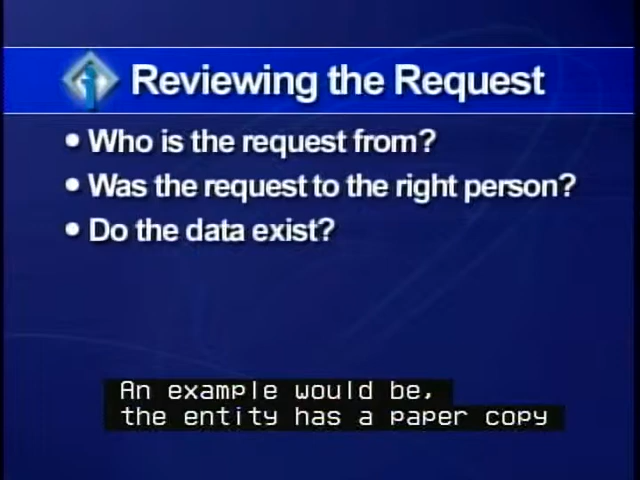 Reviewing the Request
• Who is the request from?
• Was the request to the right person?
• Do the data exist?
An example would be,
the entity has a paper copy